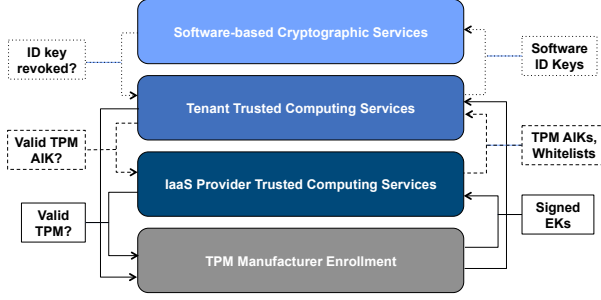 Software-based Cryptographic Services
ID key
revoked?
Software
ID Keys
Tenant Trusted Computing Services
Valid TPM
AIK?
TPM AIKs,
Whitelists
IaaS Provider Trusted Computing Services
Valid
TPM?
Signed
EKs
TPM Manufacturer Enrollment